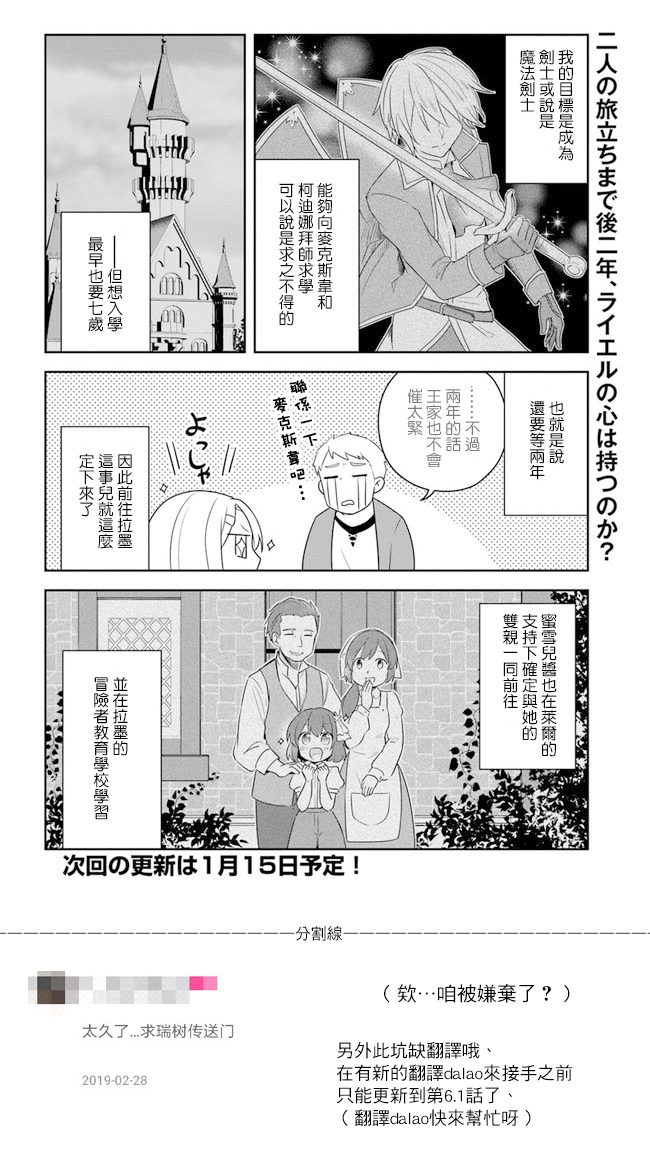 二人の旅立ちまで後二年、ライエルの心は持つのか？
我的目標是成為
劍士或說是
魔法劍士
能夠向麥克斯韋和
柯迪娜拜師求學
可以說是求之不得的
——但想入學
最早也要七歲
也就是說
還要等兩年
……不過
兩年的話
王家也不會
催太緊
聯係一下
麥克斯韋吧…
よっしゃ
因此前往拉墨
這事兒就這麼
定下來了
蜜雪兒醬也在萊爾的
支持下確定與她的
雙親一同前往
並在拉墨的
冒險者教育學校學習
次回の更新は1月15日予定！
分割線
太久了...求瑞树传送门
2019-02-28
（ 欸…咱被嫌棄了？ ）
另外此坑缺翻譯哦、
在有新的翻譯dalao來接手之前
只能更新到第6.1話了、
（ 翻譯dalao快來幫忙呀 ）